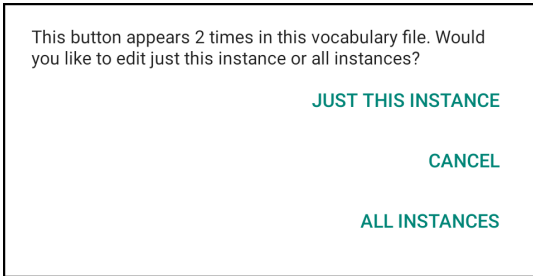 This button appears 2 times in this vocabulary file. Would
you like to edit just this instance or all instances?
JUST THIS INSTANCE
CANCEL
ALL INSTANCES